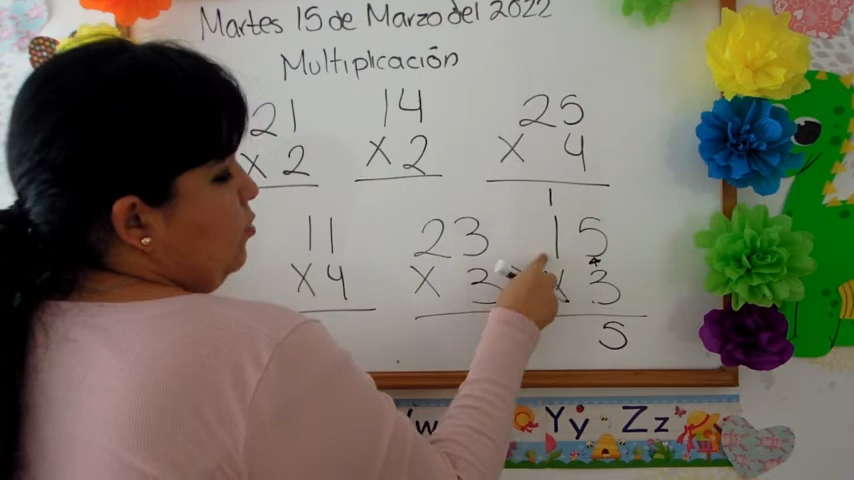 Martes 15 de Marzo del 2022
Multiplicación
21 14 25
x 2 x 2 x 4
1
11 23 15
x 4 x 3 x 3
5
w Yy Zz